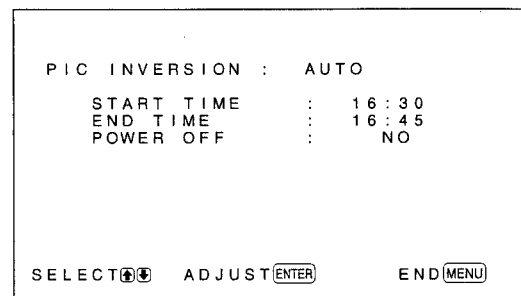 PIC INVERSION : AUTO
START TIME : 16:30
END TIME : 16:45
POWER OFF : NO
SELECT⬆⬇ ADJUST ENTER END MENU